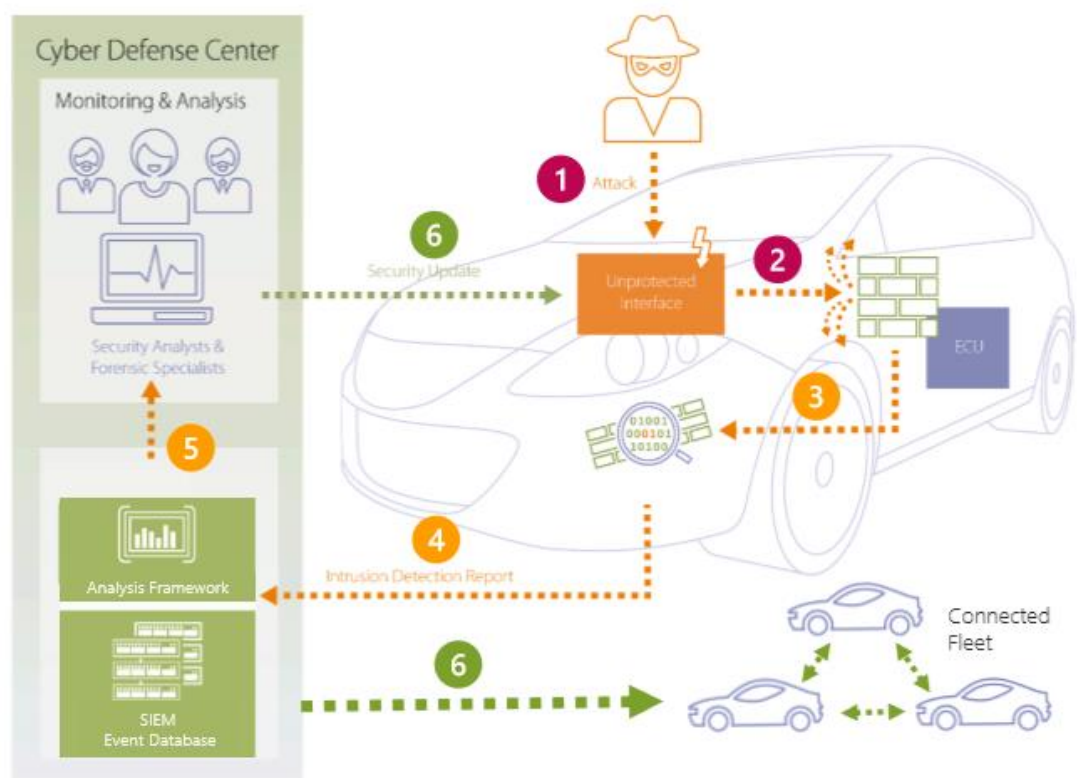 Cyber Defense Center
Monitoring & Analysis
Security Analysts &
Forensic Specialists
5
Analysis Framework
SIEM
Event Database
1
Attack
6
Security Update
Unprotected
Interface
2
ECU
3
01001
000101
10100
4
Intrusion Detection Report
6
Connected
Fleet